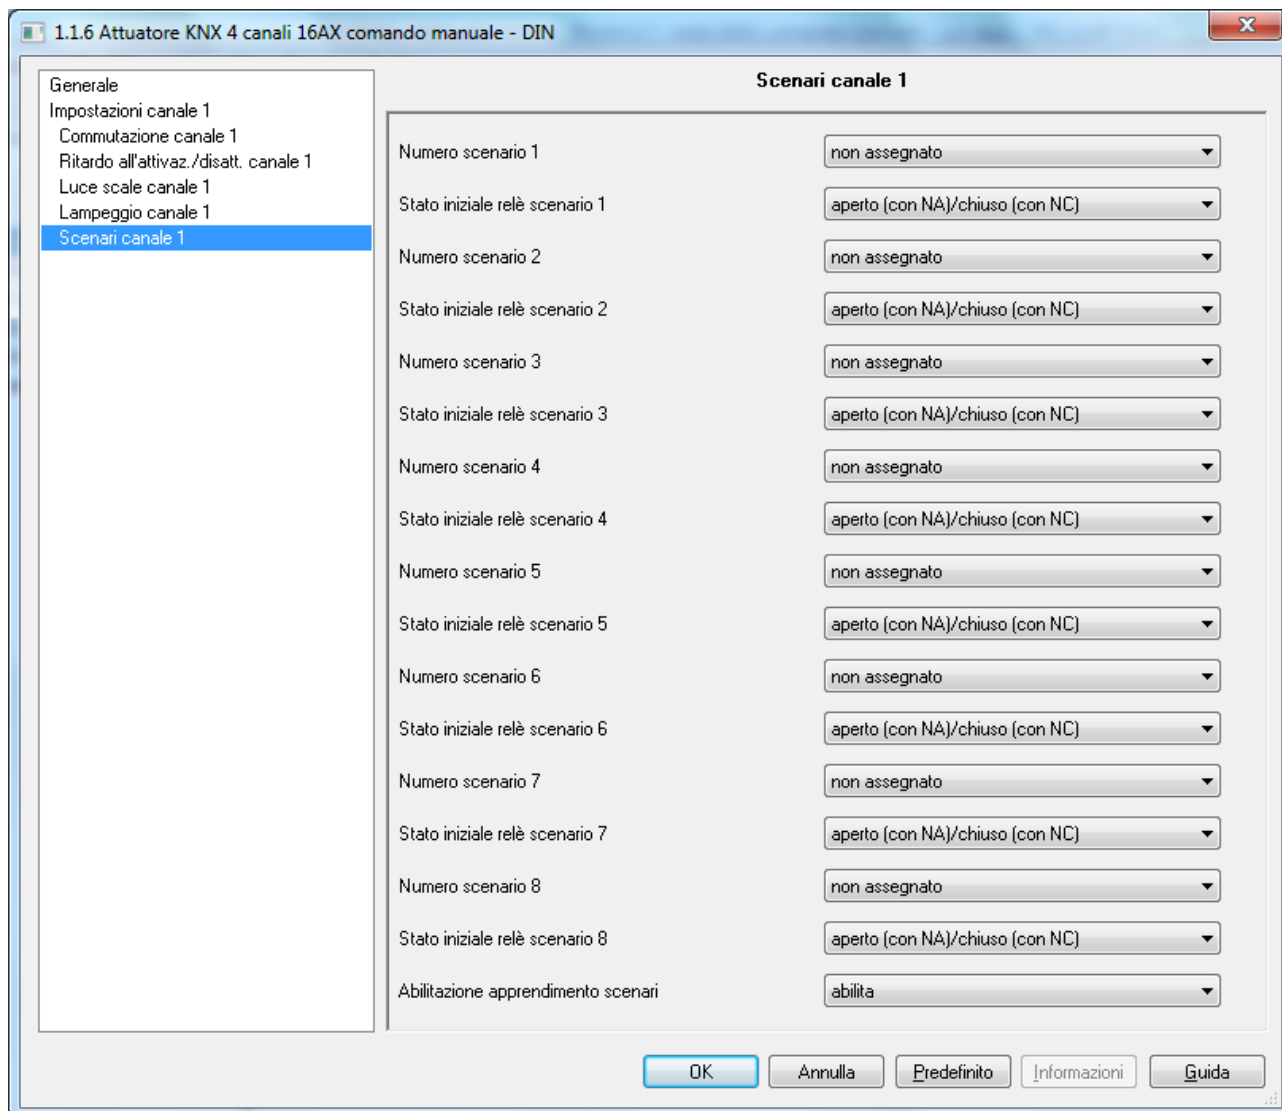 1.1.6 Attuatore KNX 4 canali 16AX comando manuale - DIN
Generale
Impostazioni canale 1
Commutazione canale 1
Ritardo all'attivaz./disatt. canale 1
Luce scale canale 1
Lampeggio canale 1
Scenari canale 1
Scenari canale 1
Numero scenario 1 non assegnato
Stato iniziale relè scenario 1 aperto (con NA)/chiuso (con NC)
Numero scenario 2 non assegnato
Stato iniziale relè scenario 2 aperto (con NA)/chiuso (con NC)
Numero scenario 3 non assegnato
Stato iniziale relè scenario 3 aperto (con NA)/chiuso (con NC)
Numero scenario 4 non assegnato
Stato iniziale relè scenario 4 aperto (con NA)/chiuso (con NC)
Numero scenario 5 non assegnato
Stato iniziale relè scenario 5 aperto (con NA)/chiuso (con NC)
Numero scenario 6 non assegnato
Stato iniziale relè scenario 6 aperto (con NA)/chiuso (con NC)
Numero scenario 7 non assegnato
Stato iniziale relè scenario 7 aperto (con NA)/chiuso (con NC)
Numero scenario 8 non assegnato
Stato iniziale relè scenario 8 aperto (con NA)/chiuso (con NC)
Abilitazione apprendimento scenari abilita
OK Annulla Predefinito Informazioni Guida